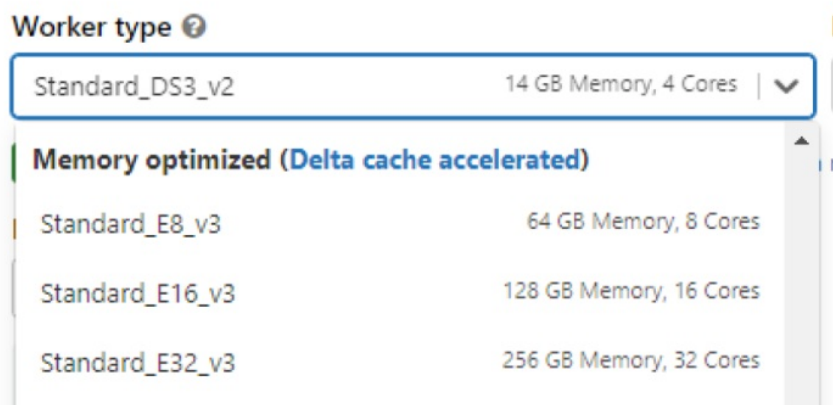 Worker type
Standard_DS3_v2 14 GB Memory, 4 Cores
Memory optimized (Delta cache accelerated)
Standard_E8_v3 64 GB Memory, 8 Cores
Standard_E16_v3 128 GB Memory, 16 Cores
Standard_E32_v3 256 GB Memory, 32 Cores